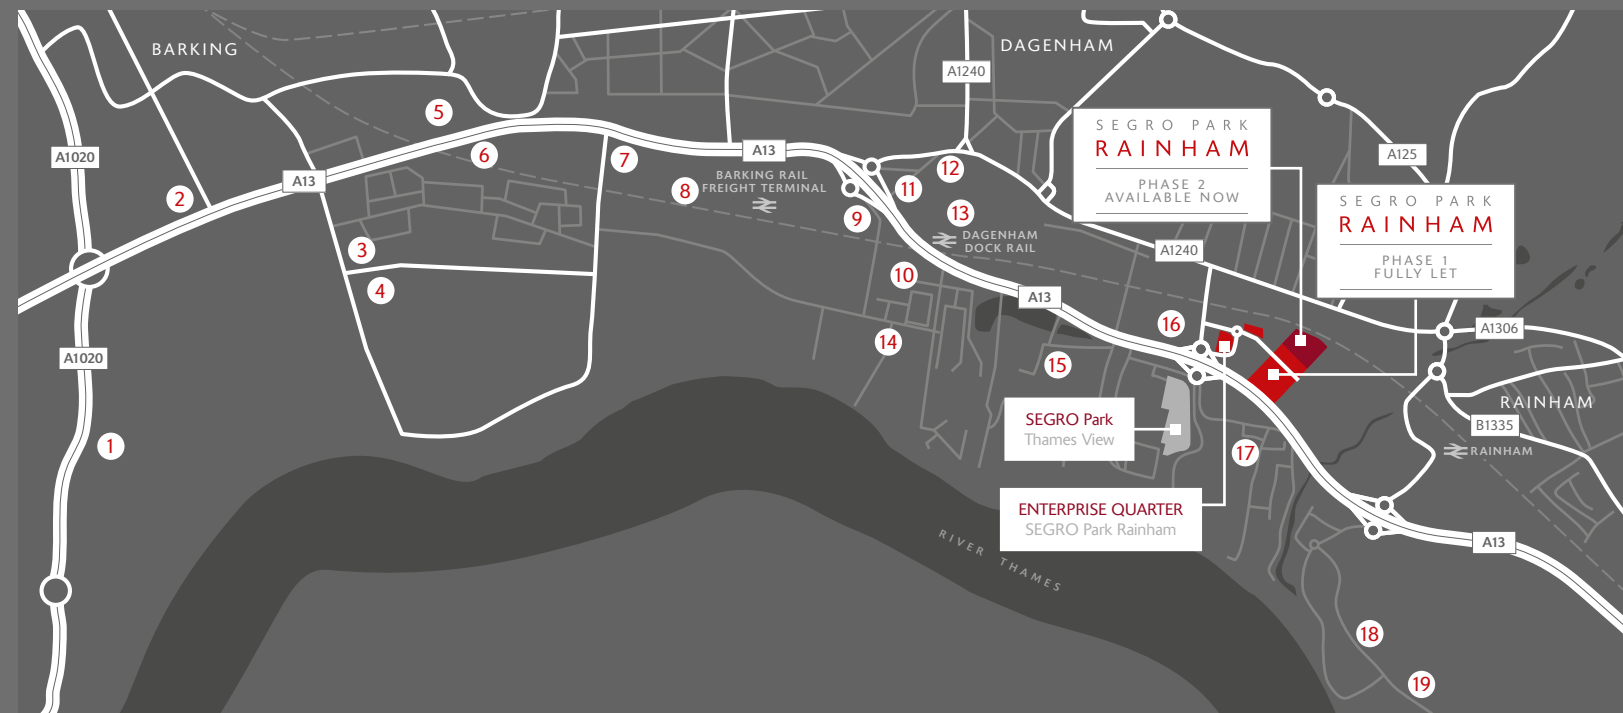 BARKING
DAGENHAM
A1240
SEGRO PARK
RAINHAM
PHASE 2
AVAILABLE NOW
A125
A1020
5
6
7
A13
BARKING RAIL
FREIGHT TERMINAL
8
A13
2
12
11
9
13
DAGENHAM
DOCK RAIL
SEGRO PARK
RAINHAM
PHASE 1
FULLY LET
A1240
3
4
10
A13
16
A1306
14
15
A1020
1
SEGRO Park
Thames View
RAINHAM
B1335
RAINHAM
17
ENTERPRISE QUARTER
SEGRO Park Rainham
RIVER THAMES
A13
18
19